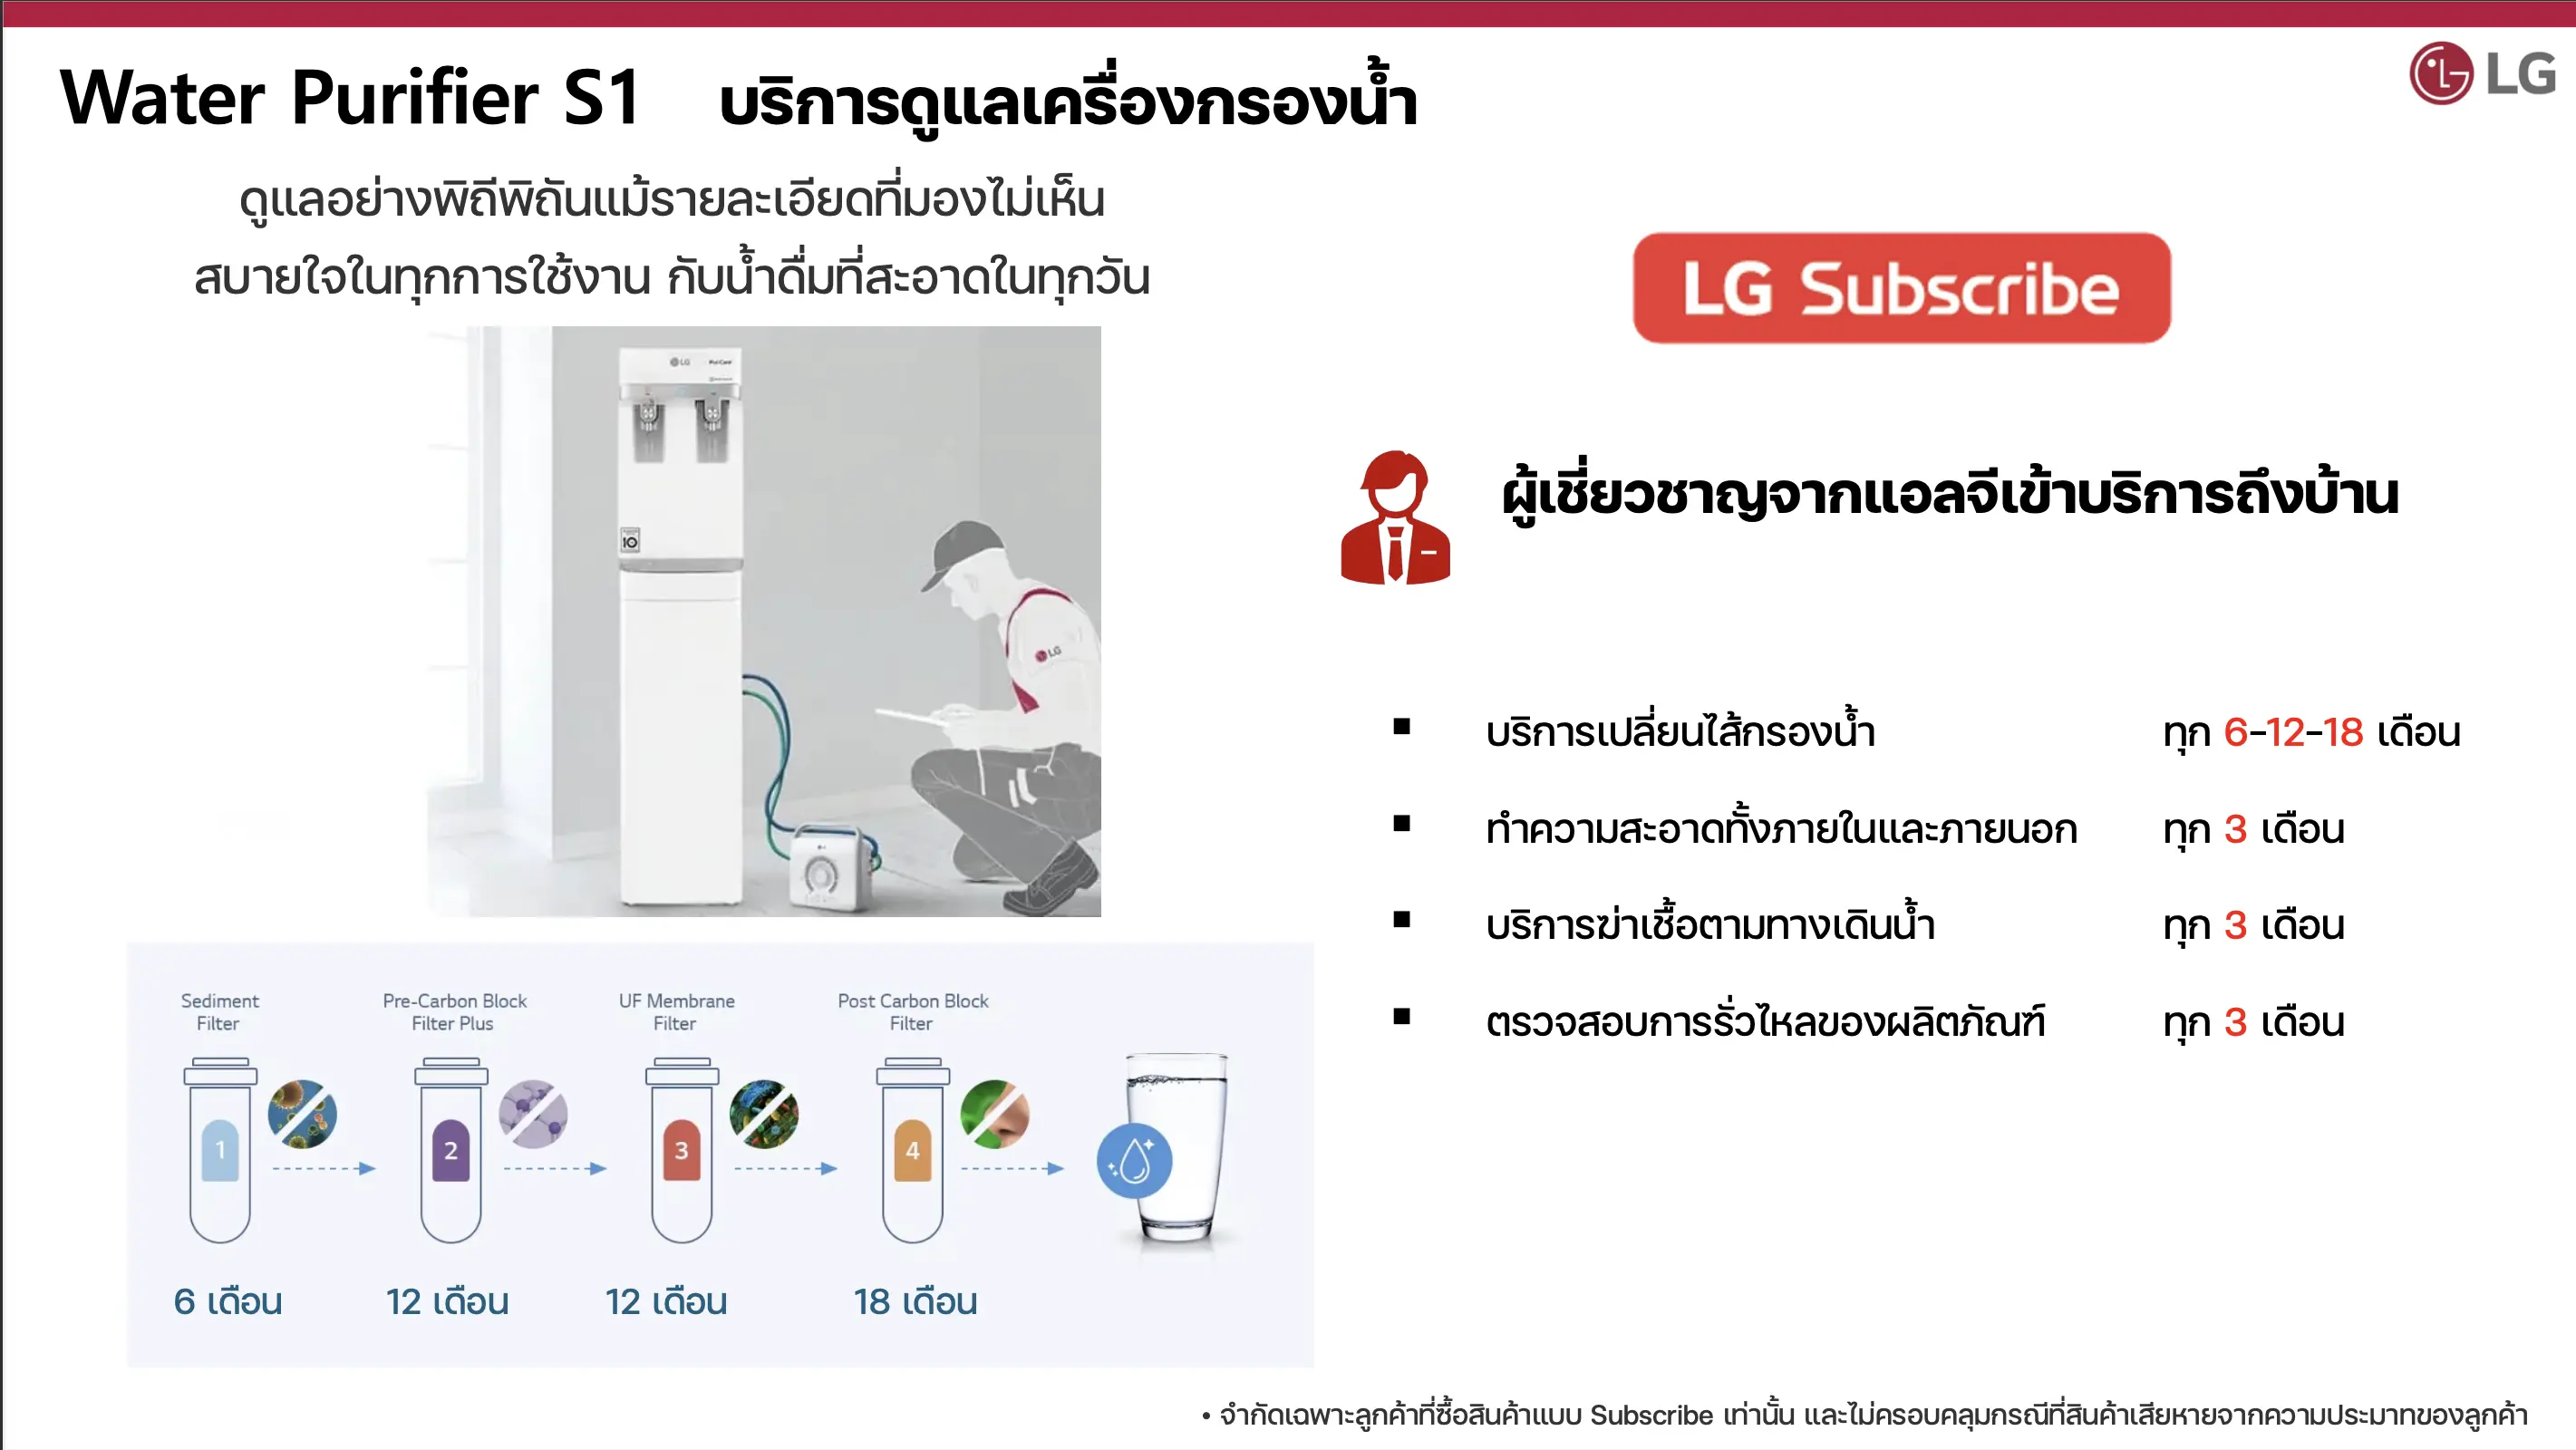 Water Purifier S1 บริการดูแลเครื่องกรองน้ำ
LG
ดูแลอย่างพิถีพิถันแม้รายละเอียดที่มองไม่เห็น
สบายใจในทุกการใช้งาน กับน้ำดื่มที่สะอาดในทุกวัน
LG Subscribe
LG PuriCare
10
LG
ผู้เชี่ยวชาญจากแอลจีเข้าบริการถึงบ้าน
▪ บริการเปลี่ยนไส้กรองน้ำ ทุก 6-12-18 เดือน
▪ ทำความสะอาดทั้งภายในและภายนอก ทุก 3 เดือน
▪ บริการฆ่าเชื้อตามทางเดินน้ำ ทุก 3 เดือน
▪ ตรวจสอบการรั่วไหลของผลิตภัณฑ์ ทุก 3 เดือน
Sediment
Filter
Pre-Carbon Block
Filter Plus
UF Membrane
Filter
Post Carbon Block
Filter
1
2
3
4
6 เดือน
12 เดือน
12 เดือน
18 เดือน
• จำกัดเฉพาะลูกค้าที่ซื้อสินค้าแบบ Subscribe เท่านั้น และไม่ครอบคลุมกรณีที่สินค้าเสียหายจากความประมาทของลูกค้า